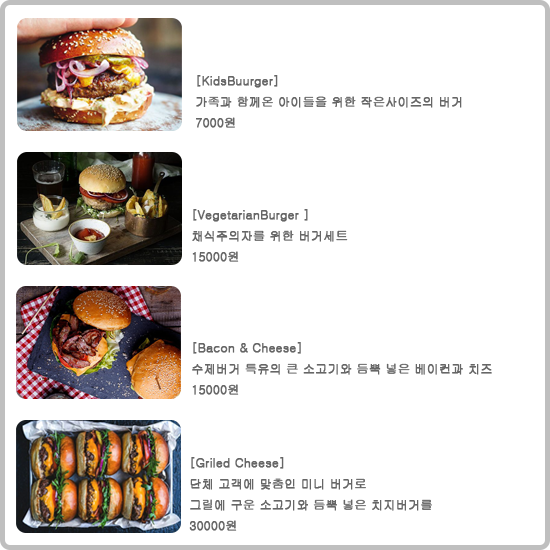 [KidsBuurger]
가족과 함께온 아이들을 위한 작은사이즈의 버거
7000원
[VegetarianBurger ]
채식주의자를 위한 버거세트
15000원
[Bacon & Cheese]
수제버거 특유의 큰 소고기와 듬뿍 넣은 베이컨과 치즈
15000원
[Griled Cheese]
단체 고객에 맞춤인 미니 버거로
그릴에 구운 소고기와 듬뿍 넣은 치지버거를
30000원